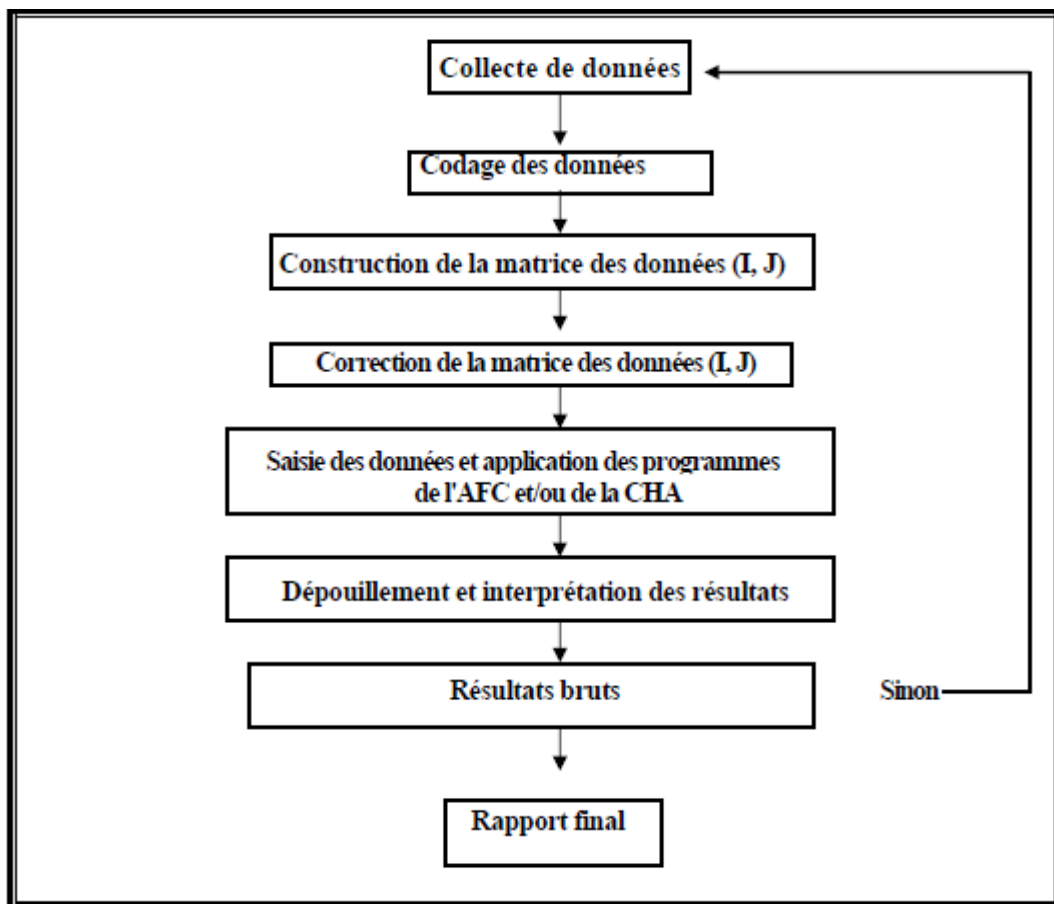 Collecte de données
Codage des données
Construction de la matrice des données (I, J)
Correction de la matrice des données (I, J)
Saisie des données et application des programmes
de l'AFC et/ou de la CHA
Dépouillement et interprétation des résultats
Résultats bruts
Sinon
Rapport final